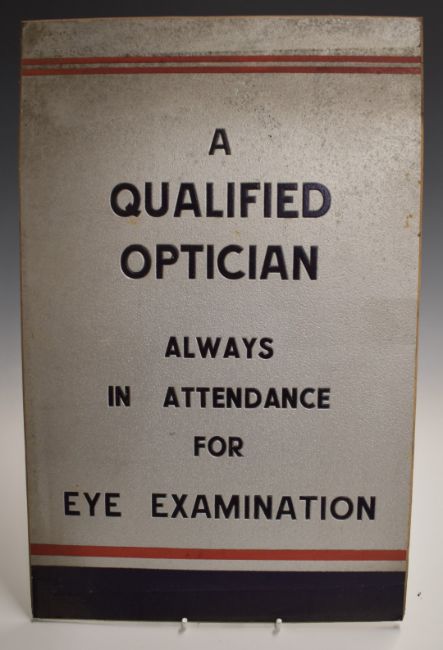 A
QUALIFIED
OPTICIAN
ALWAYS
IN ATTENDANCE
FOR
EYE EXAMINATION